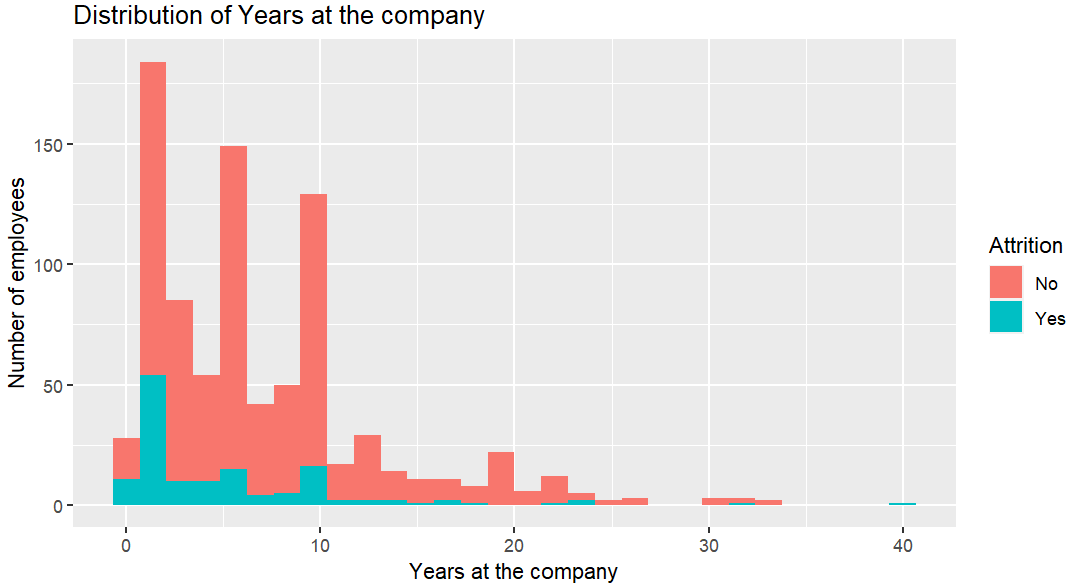 Distribution of Years at the company
Number of employees
150
100
50
0
0 10 20 30 40
Years at the company
Attrition
No
Yes